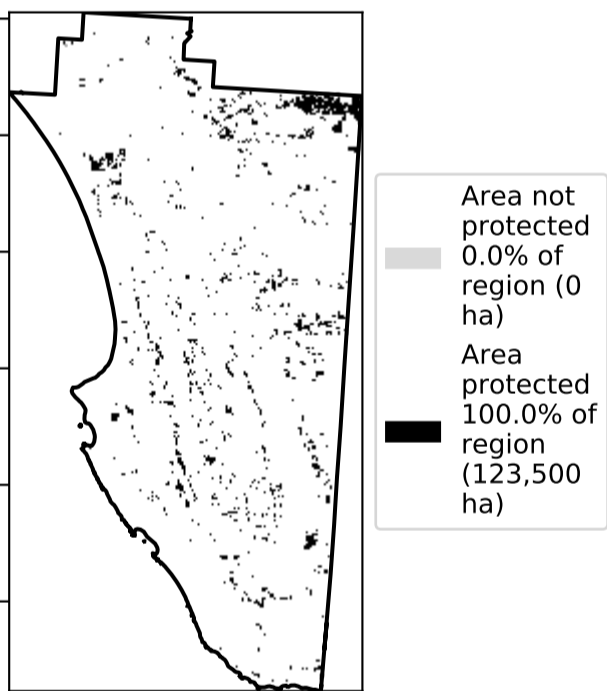 Area not
protected
0.0% of
region (0
ha)
Area
protected
100.0% of
region
(123,500
ha)